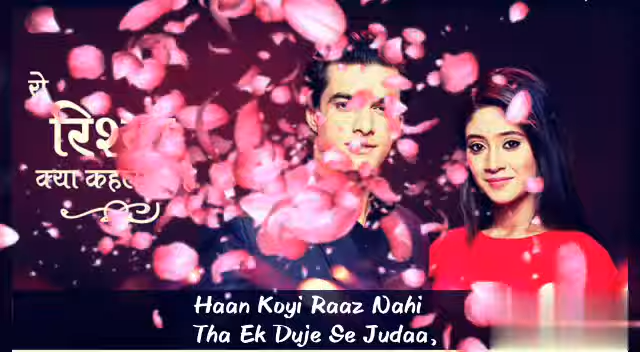 ये
क्या
Haan Koyi Raaz Nahi
Tha Ek Duje Se Judaa,